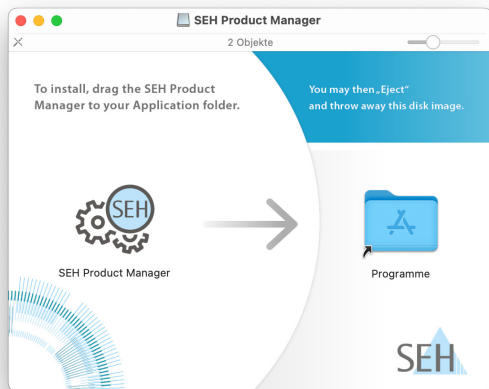 SEH Product Manager
2 Objekte
To install, drag the SEH Product
Manager to your Application folder.
You may then „Eject“
and throw away this disk image.
SEH
SEH Product Manager
Programme
SEH